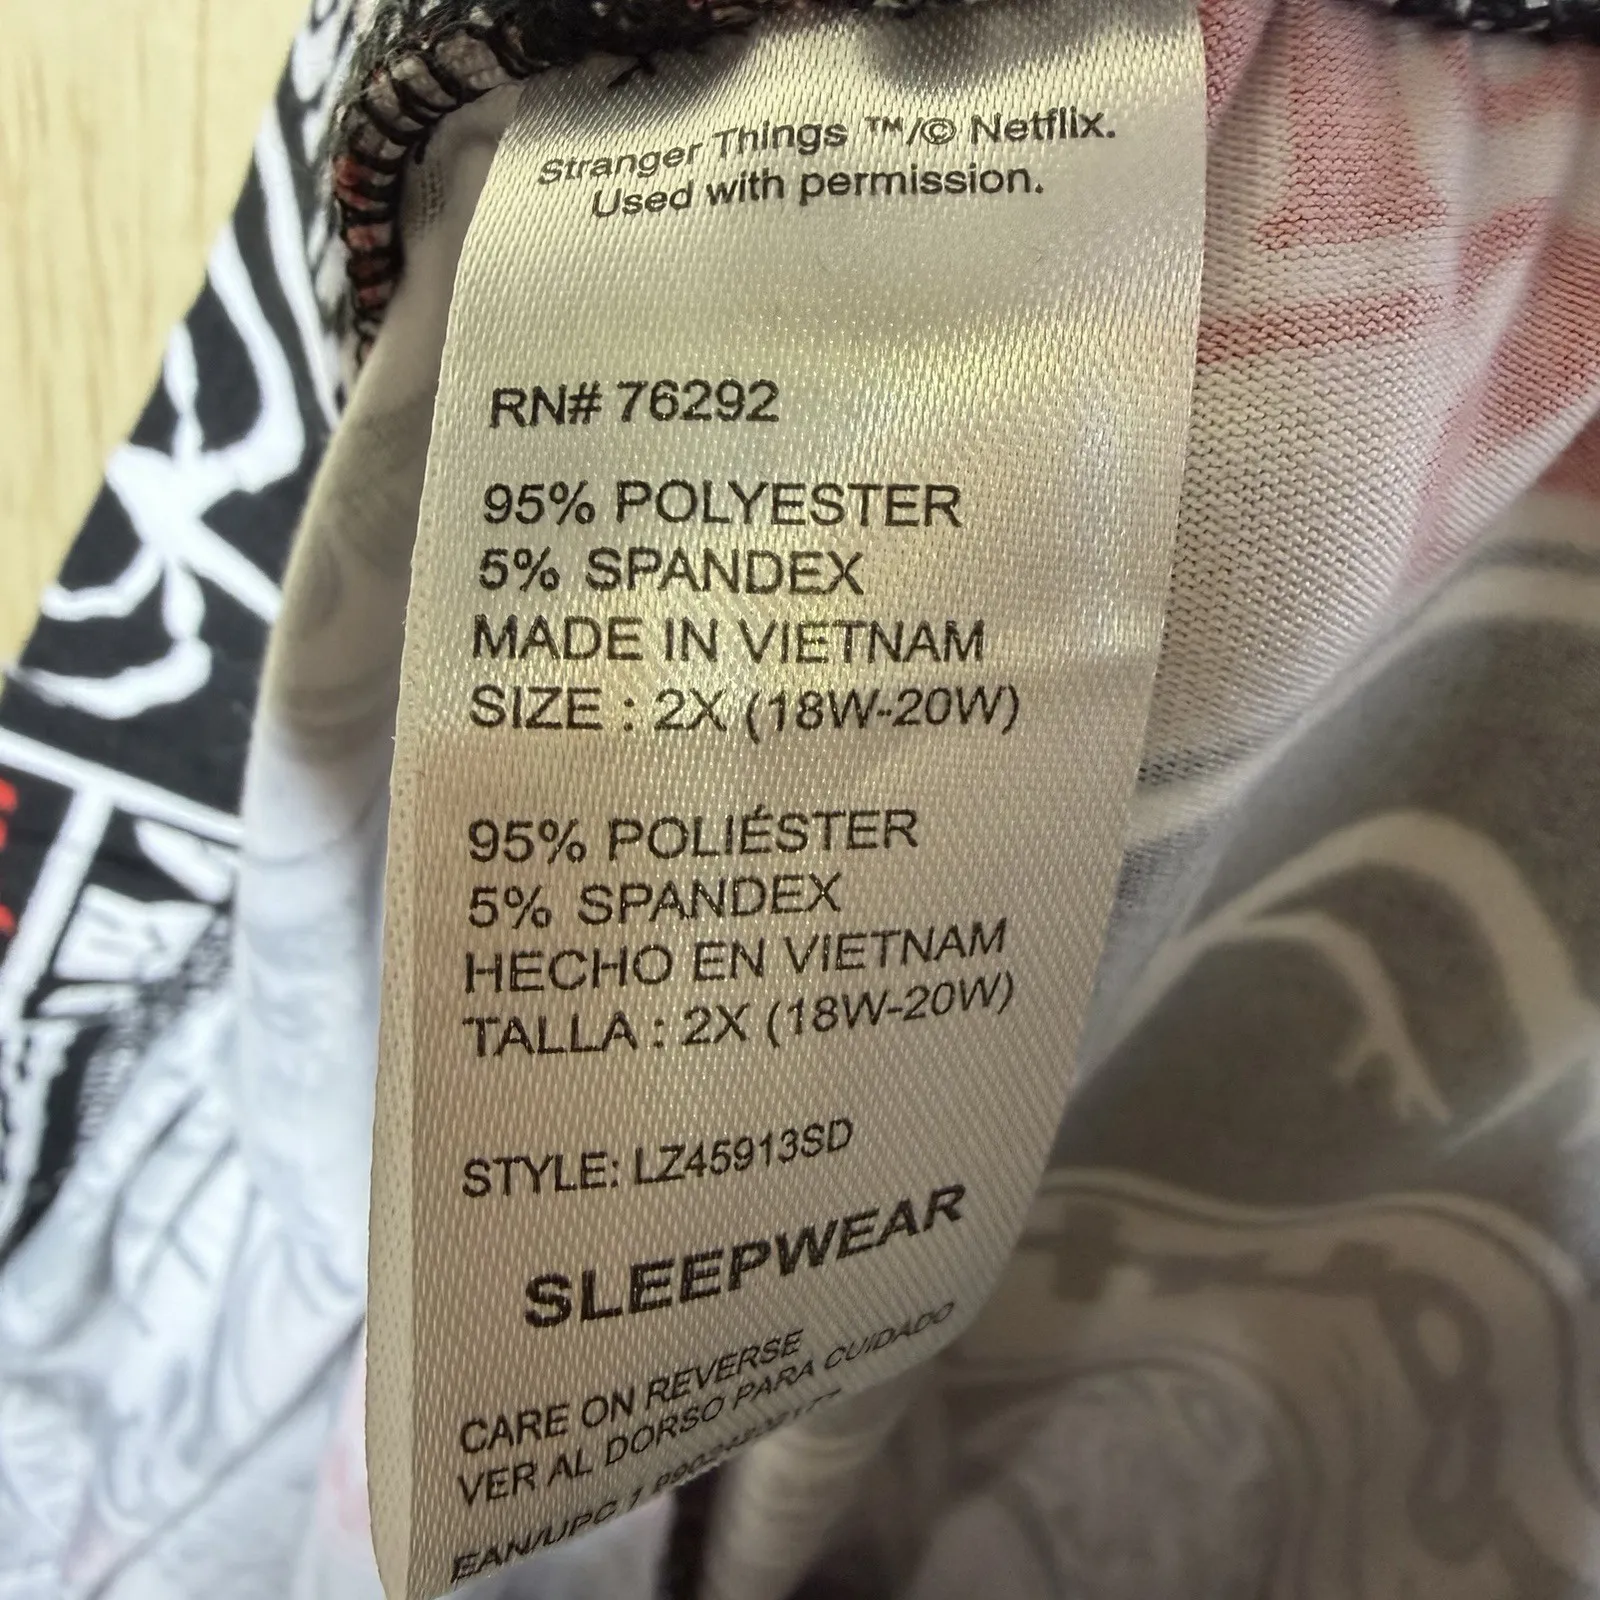 Stranger Things ™/© Netflix.
Used with permission.
RN# 76292
95% POLYESTER
5% SPANDEX
MADE IN VIETNAM
SIZE : 2X (18W-20W)
95% POLIÉSTER
5% SPANDEX
HECHO EN VIETNAM
TALLA : 2X (18W-20W)
STYLE: LZ45913SD
SLEEPWEAR
CARE ON REVERSE
VER AL DORSO PARA CUIDADO
EAN/UPC